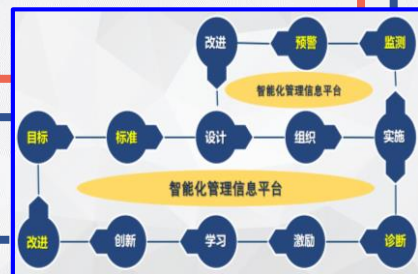 改进 预警 监测
智能化管理信息平台
目标 标准 设计 组织 实施
智能化管理信息平台
改进 创新 学习 激励 诊断